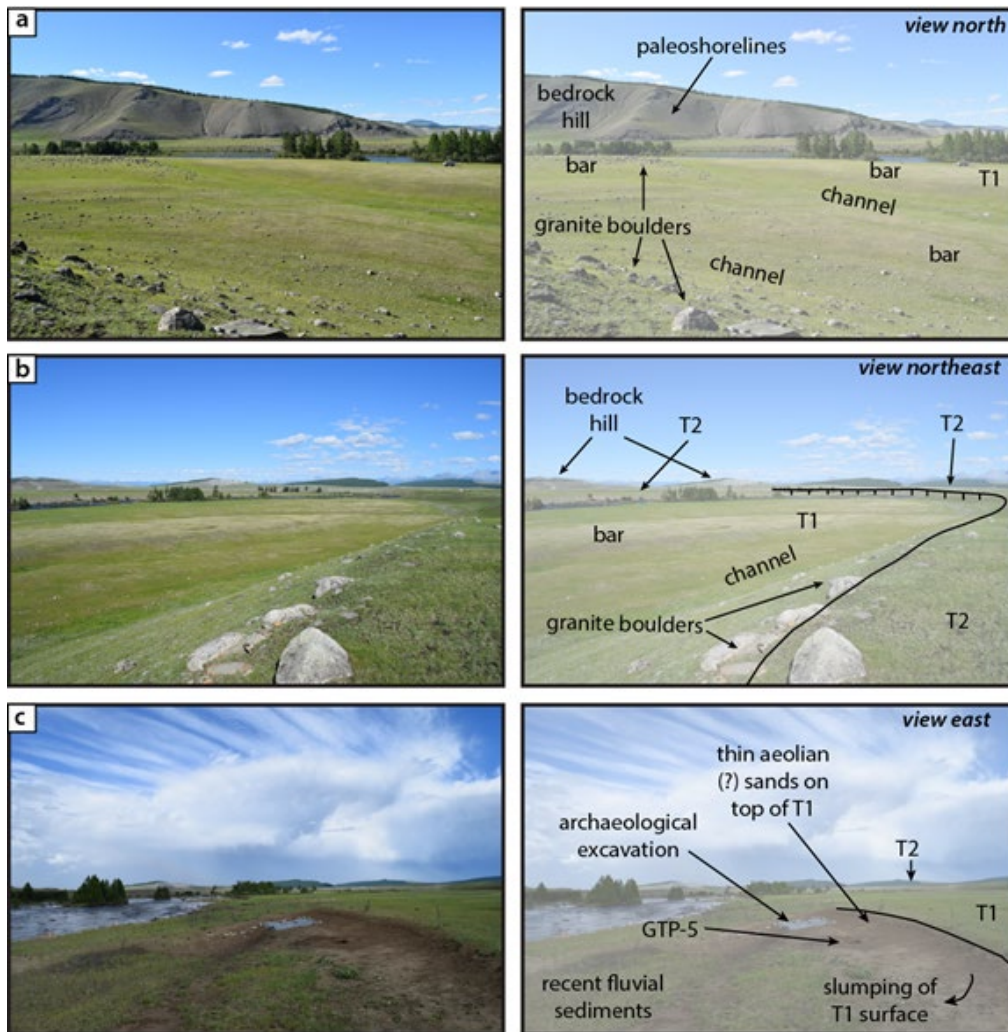 a
view north
paleoshorelines
bedrock
hill
bar
bar
T1
channel
granite
boulders
bar
channel
b
view northeast
bedrock
hill
T2
T2
T1
bar
channel
granite boulders
T2
c
view east
thin aeolian
(?) sands on
top of T1
archaeological
excavation
T2
T1
GTP-5
recent fluvial
sediments
slumping of
T1 surface